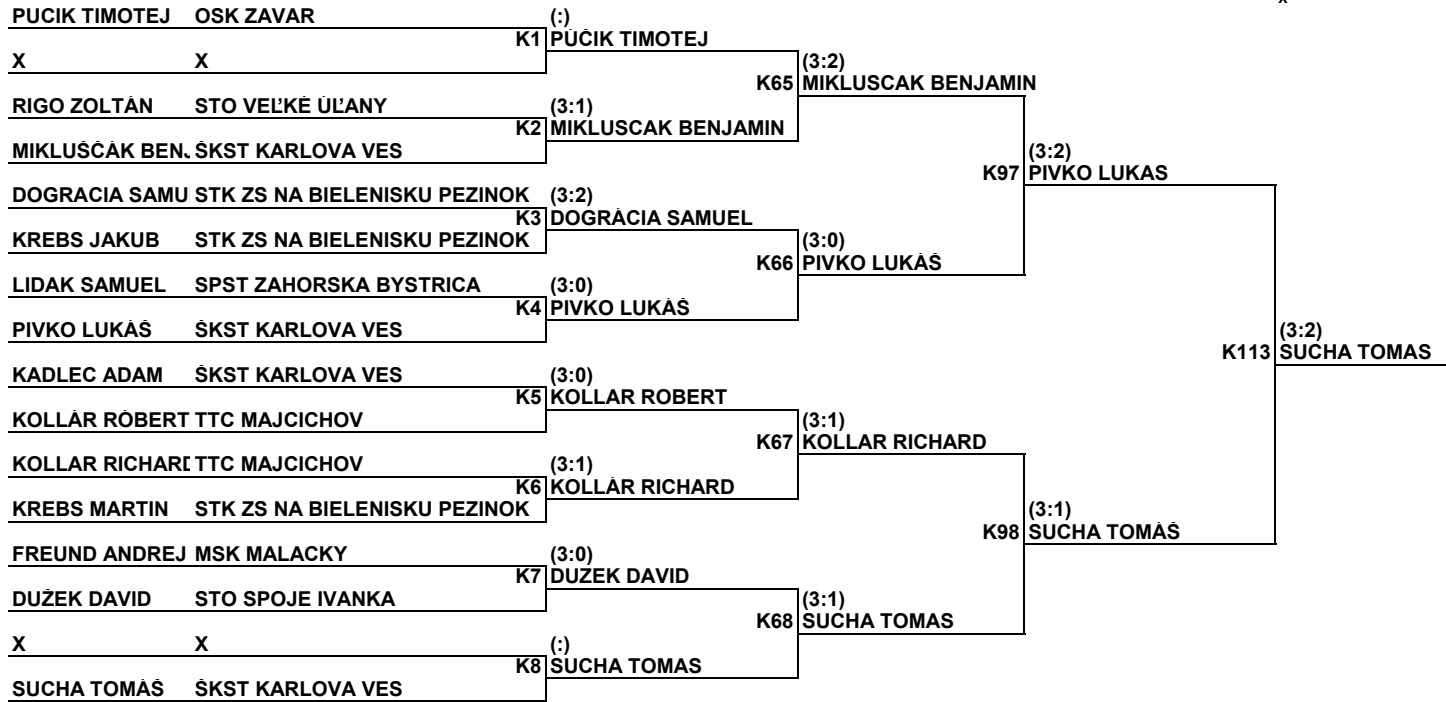 x
PUCIK TIMOTEJ OSK ZAVAR (:)
K1 PÚČIK TIMOTEJ
X X (3:2)
K65 MIKLUSCAK BENJAMIN
RIGO ZOLTÁN STO VEĽKÉ ÚĽANY (3:1)
K2 MIKLUSCAK BENJAMIN
MIKLUŠČÁK BEN ŠKST KARLOVA VES (3:2)
K97 PIVKO LUKAS
DOGRACIA SAMU STK ZS NA BIELENISKU PEZINOK (3:2)
K3 DOGRÁCIA SAMUEL
KREBS JAKUB STK ZS NA BIELENISKU PEZINOK (3:0)
K66 PIVKO LUKÁŠ
LIDAK SAMUEL SPST ZAHORSKA BYSTRICA (3:0)
K4 PIVKO LUKÁŠ
PIVKO LUKÁŠ ŠKST KARLOVA VES (3:2)
K113 SUCHA TOMAS
KADLEC ADAM ŠKST KARLOVA VES (3:0)
K5 KOLLAR ROBERT
KOLLÁR RÓBERT TTC MAJCICHOV (3:1)
K67 KOLLAR RICHARD
KOLLAR RICHARD TTC MAJCICHOV (3:1)
K6 KOLLÁR RICHARD
KREBS MARTIN STK ZS NA BIELENISKU PEZINOK (3:1)
K98 SUCHA TOMÁŠ
FREUND ANDREJ MSK MALACKY (3:0)
K7 DUZEK DAVID
DUŽEK DAVID STO SPOJE IVANKA (3:1)
K68 SUCHA TOMAS
X X (:)
K8 SUCHA TOMAS
SUCHA TOMÁŠ ŠKST KARLOVA VES